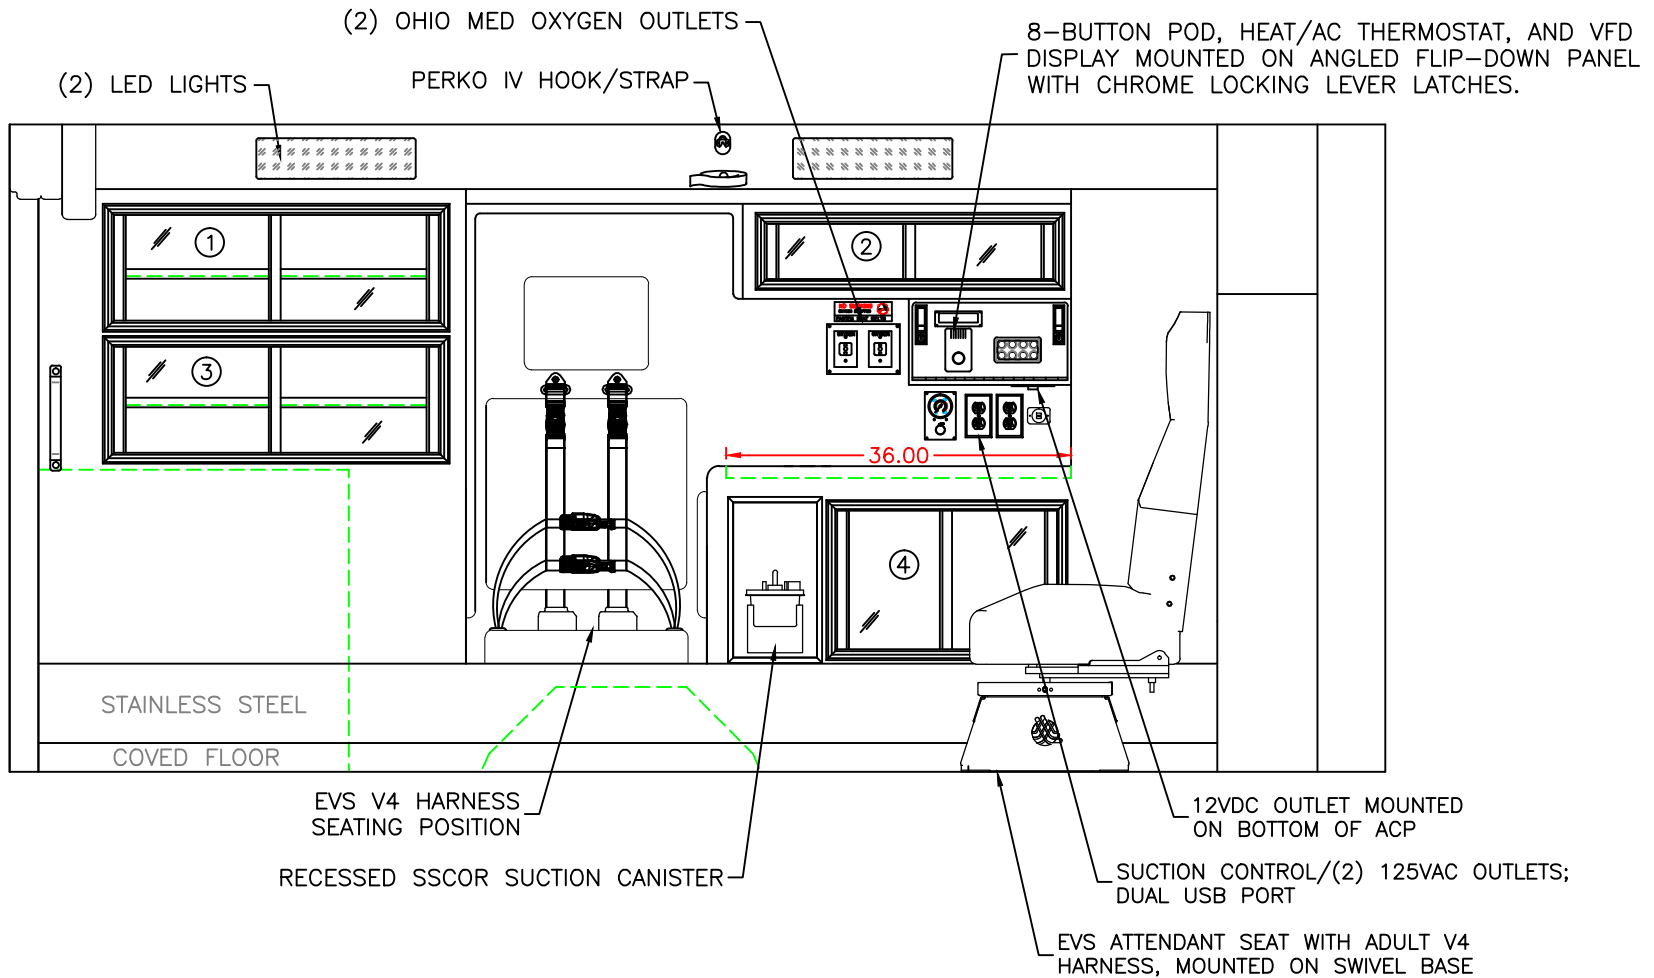 (2) OHIO MED OXYGEN OUTLETS
8-BUTTON POD, HEAT/AC THERMOSTAT, AND VFD
DISPLAY MOUNTED ON ANGLED FLIP-DOWN PANEL
WITH CHROME LOCKING LEVER LATCHES.
(2) LED LIGHTS
PERKO IV HOOK/STRAP
1
2
3
36.00
4
STAINLESS STEEL
COVED FLOOR
EVS V4 HARNESS
SEATING POSITION
RECESSED SSCOR SUCTION CANISTER
12VDC OUTLET MOUNTED
ON BOTTOM OF ACP
SUCTION CONTROL/(2) 125VAC OUTLETS;
DUAL USB PORT
EVS ATTENDANT SEAT WITH ADULT V4
HARNESS, MOUNTED ON SWIVEL BASE